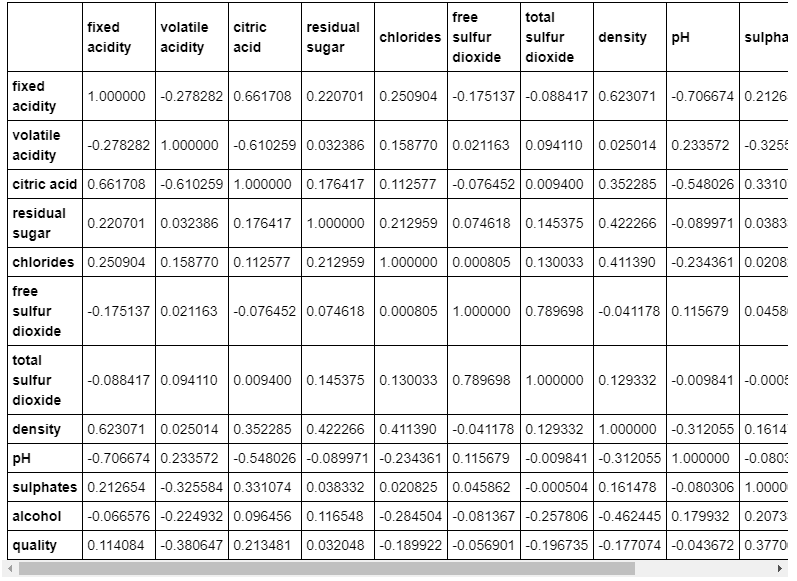 fixed acidity volatile acidity citric acid residual sugar chlorides free sulfur dioxide total sulfur dioxide density pH sulpha
fixed acidity 1.000000 -0.278282 0.661708 0.220701 0.250904 -0.175137 -0.088417 0.623071 -0.706674 0.2126
volatile acidity -0.278282 1.000000 -0.610259 0.032386 0.158770 0.021163 0.094110 0.025014 0.233572 -0.3255
citric acid 0.661708 -0.610259 1.000000 0.176417 0.112577 -0.076452 0.009400 0.352285 -0.548026 0.3310
residual sugar 0.220701 0.032386 0.176417 1.000000 0.212959 0.074618 0.145375 0.422266 -0.089971 0.0383
chlorides 0.250904 0.158770 0.112577 0.212959 1.000000 0.000805 0.130033 0.411390 -0.234361 0.0208
free sulfur dioxide -0.175137 0.021163 -0.076452 0.074618 0.000805 1.000000 0.789698 -0.041178 0.115679 0.0458
total sulfur dioxide -0.088417 0.094110 0.009400 0.145375 0.130033 0.789698 1.000000 0.129332 -0.009841 -0.0005
density 0.623071 0.025014 0.352285 0.422266 0.411390 -0.041178 0.129332 1.000000 -0.312055 0.1614
pH -0.706674 0.233572 -0.548026 -0.089971 -0.234361 0.115679 -0.009841 -0.312055 1.000000 -0.0803
sulphates 0.212654 -0.325584 0.331074 0.038332 0.020825 0.045862 -0.000504 0.161478 -0.080306 1.0000
alcohol -0.066576 -0.224932 0.096456 0.116548 -0.284504 -0.081367 -0.257806 -0.462445 0.179932 0.2073
quality 0.114084 -0.380647 0.213481 0.032048 -0.189922 -0.056901 -0.196735 -0.177074 -0.043672 0.3770